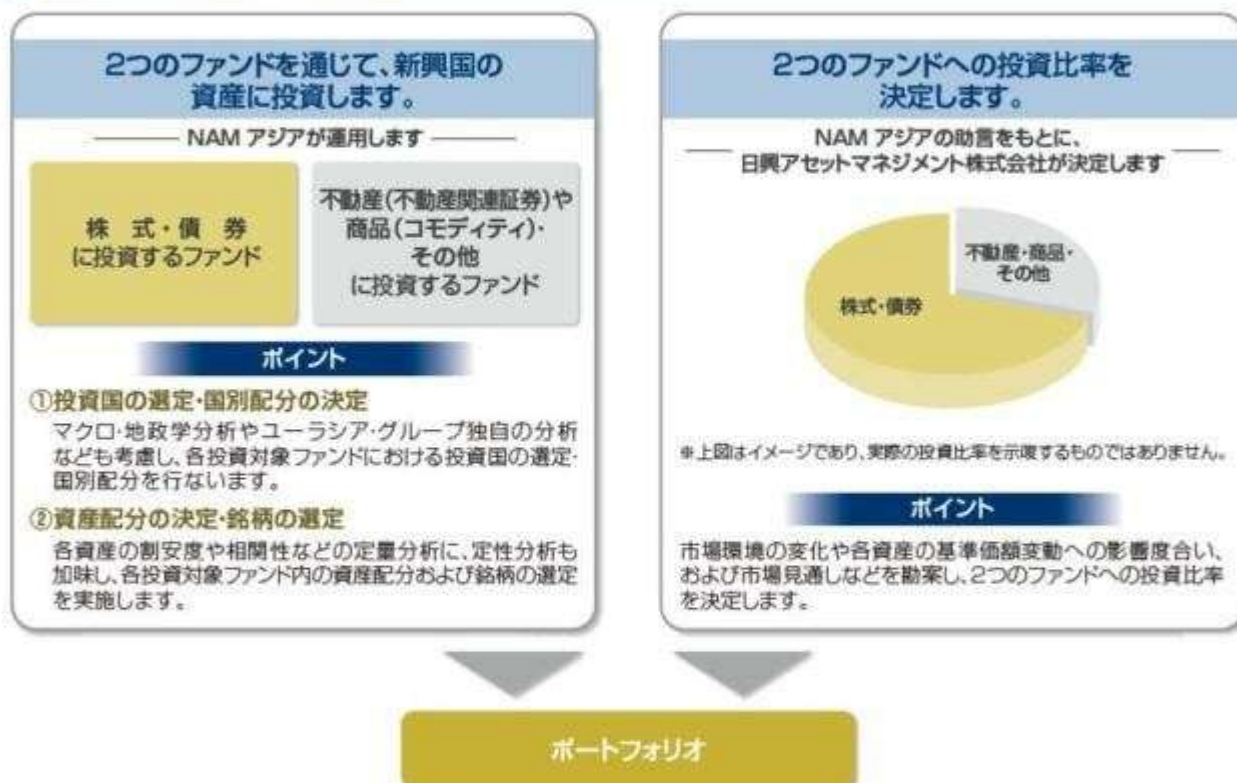 2つのファンドを通じて、新興国の
資産に投資します。
NAM アジアが運用します
株 式・債 券
に投資するファンド
不動産(不動産関連証券)や
商品(コモディティ)・
その他
に投資するファンド
ポイント
①投資国の選定・国別配分の決定
マクロ・地政学分析やユーラシア・グループ独自の分析
なども考慮し、各投資対象ファンドにおける投資国の選定・
国別配分を行ないます。
②資産配分の決定・銘柄の選定
各資産の割安度や相関性などの定量分析に、定性分析も
加味し、各投資対象ファンド内の資産配分および銘柄の選定
を実施します。
2つのファンドへの投資比率を
決定します。
NAM アジアの助言をもとに、
日興アセットマネジメント株式会社が決定します
不動産・商品・
その他
株式・債券
※上図はイメージであり、実際の投資比率を示唆するものではありません。
ポイント
市場環境の変化や各資産の基準価額変動への影響度合い、
および市場見通しなどを勘案し、2つのファンドへの投資比率
を決定します。
ポートフォリオ